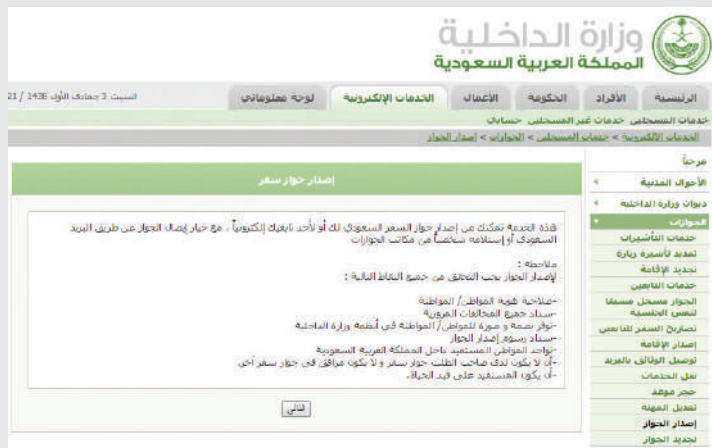 وزارة الداخلية
المملكة العربية السعودية
الرئيسية
الأفراد
الحكومة
الأعمال
الخدمات الإلكترونية
لوحة معلوماتي
السبت 3 جمادى الأول 1436 / 21
خدمات المسجلين خدمات غير المسجلين حسابي
الخدمات الإلكترونية > خدمات المسجلين > الجوازات > إصدار الجواز
مرحباً
الأحوال المدنية
ديوان وزارة الداخلية
الجوازات
خدمات التأشيرات
تمديد تأشيرة زيارة
تجديد الإقامة
خدمات التابعين
الجواز مسجل مسبقا
لنفس الجنسية
تصاريح السفر للتابعين
إصدار الإقامة
توصيل الوثائق بالبريد
نقل الخدمات
حجز موعد
تعديل المهنة
إصدار الجواز
تجديد الجواز
إصدار جواز سفر
هذه الخدمة تمكنك من إصدار جواز السفر السعودي لك أو لأحد تابعيك إلكترونياً ، مع خيار إيصال الجواز عن طريق البريد
السعودي أو إستلامه شخصياً من مكاتب الجوازات
ملاحظة :
لإصدار الجواز يجب التحقق من جميع النقاط التالية :
-صلاحية هوية المواطن/ المواطنة
-سداد جميع المخالفات المرورية
-توفر بصمة و صورة للمواطن/ المواطنة في أنظمة وزارة الداخلية
-سداد رسوم إصدار الجواز
-تواجد المواطن المستفيد داخل المملكة العربية السعودية
-أن لا يكون لدى صاحب الطلب جواز سفر و لا يكون مرافق في جواز سفر آخر.
-أن يكون المستفيد على قيد الحياة.
التالي